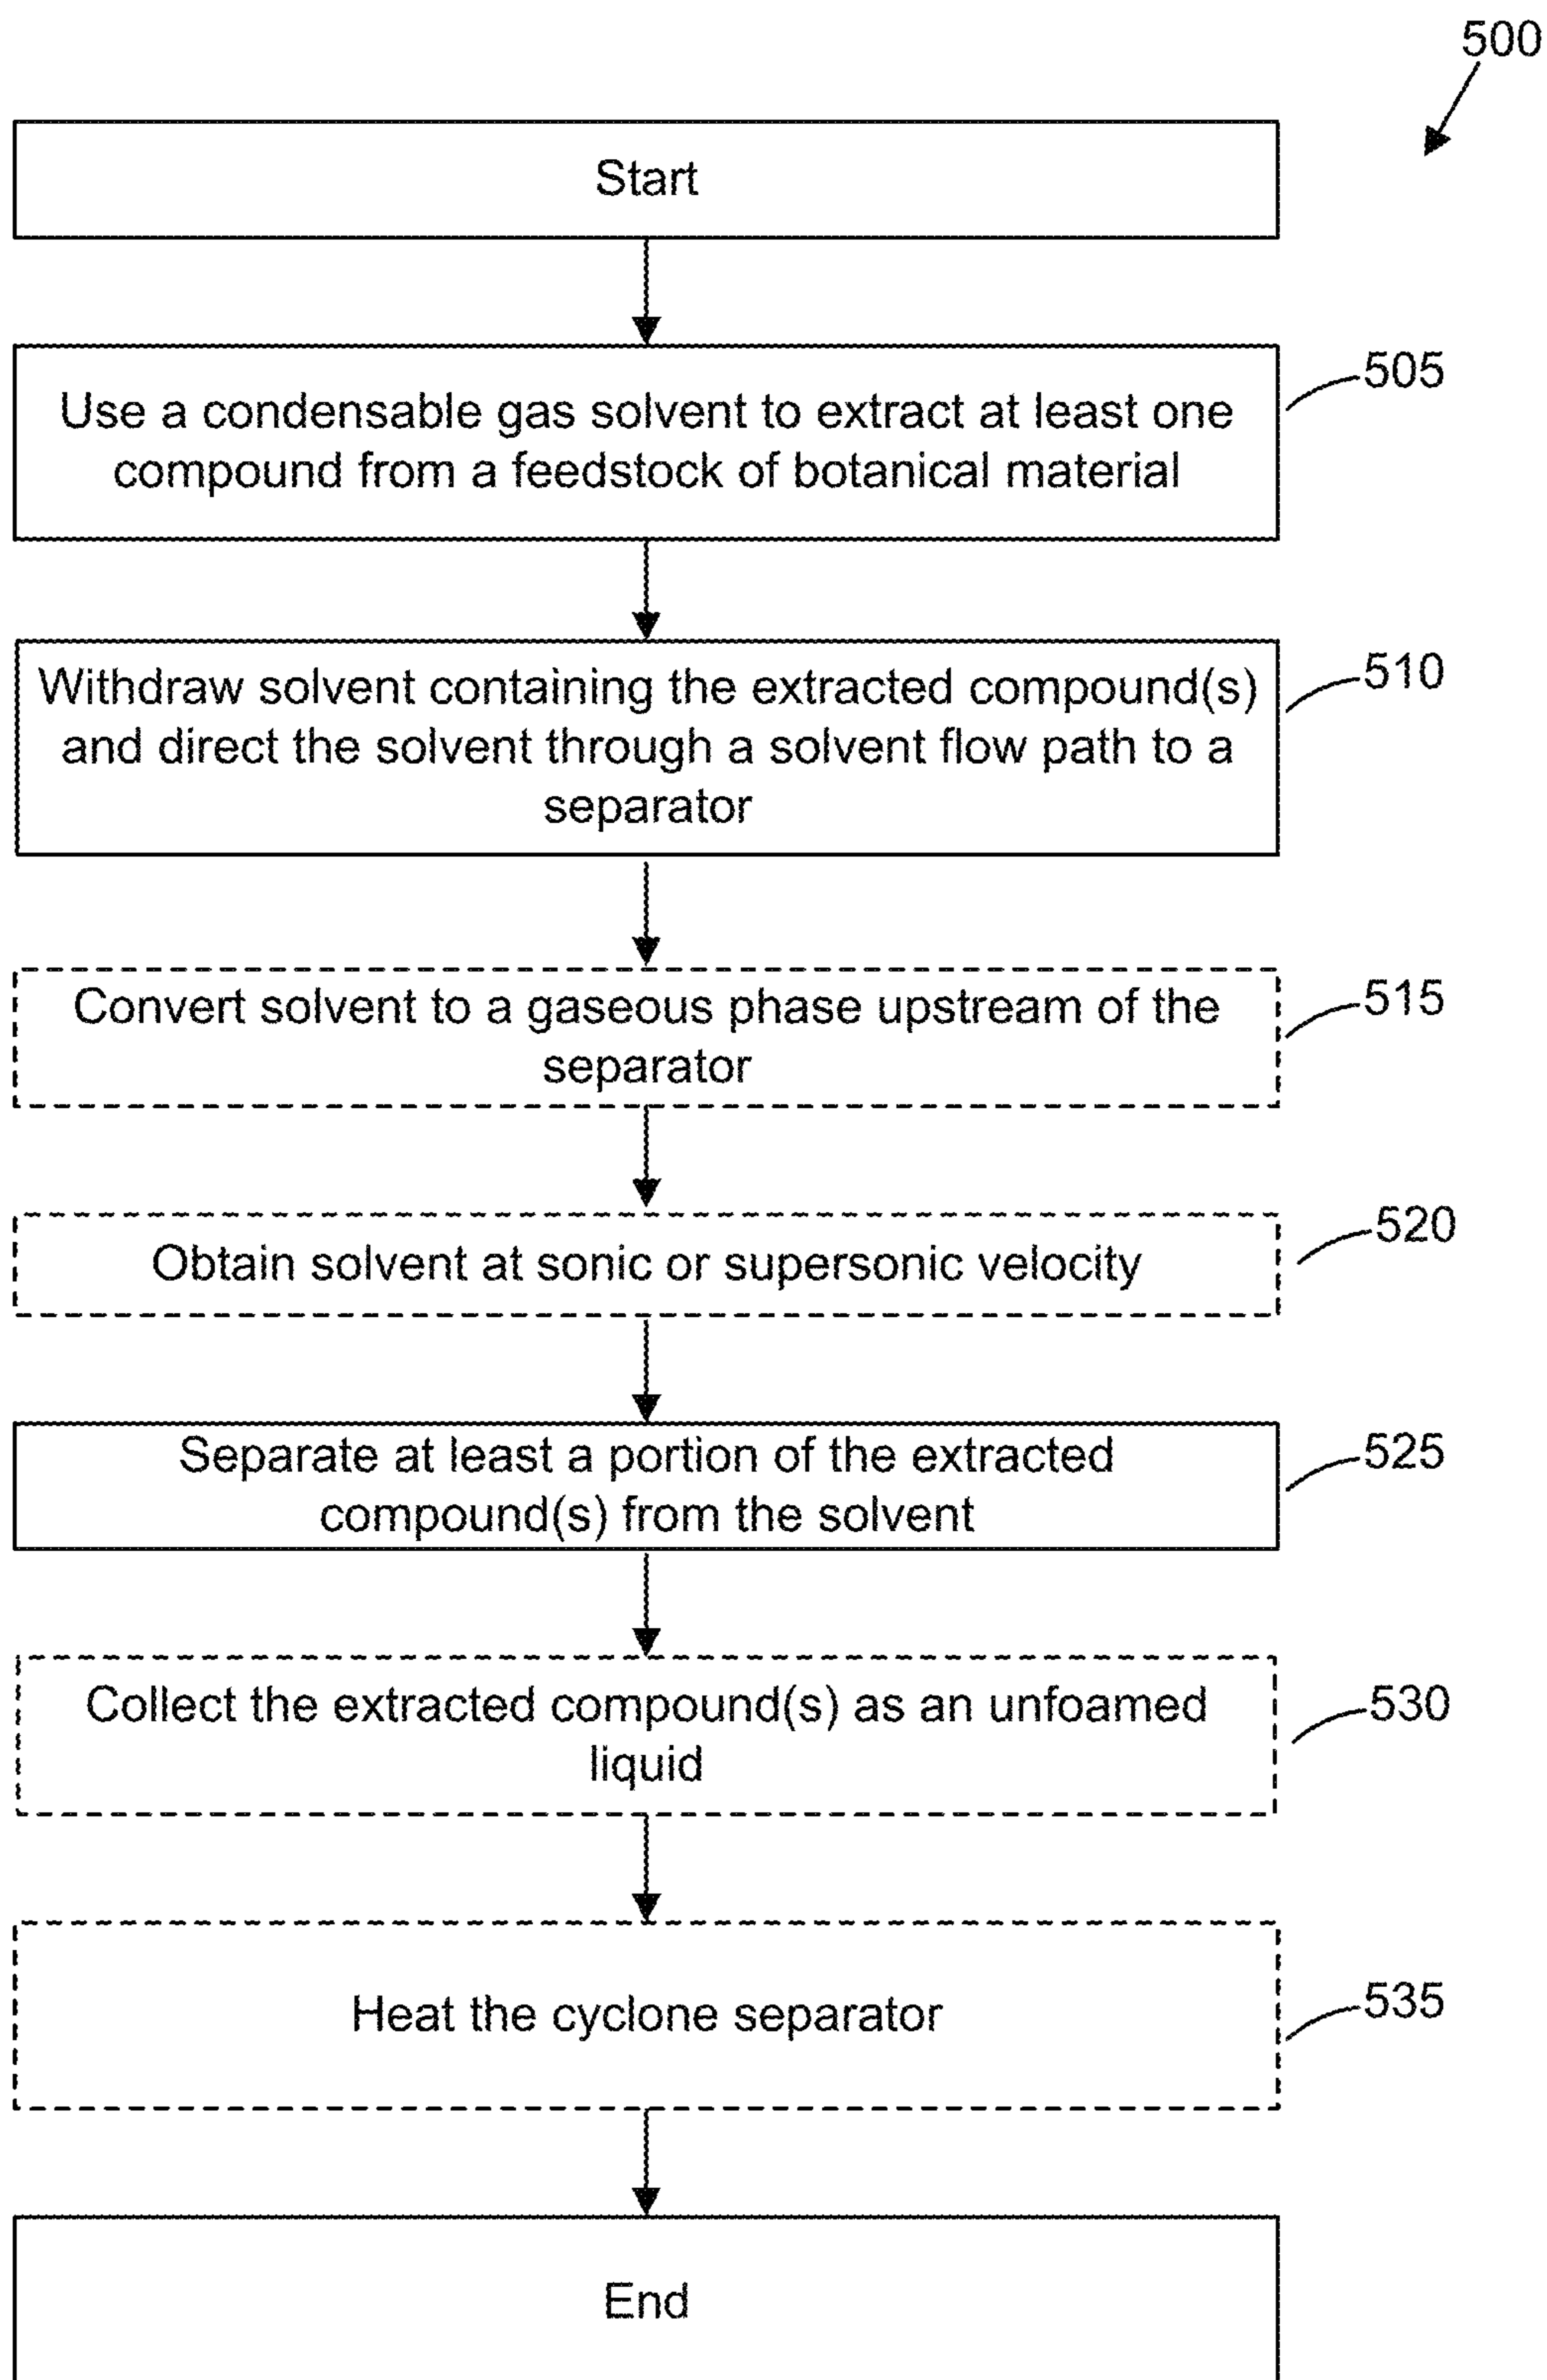 500
Start
Use a condensable gas solvent to extract at least one
compound from a feedstock of botanical material
505
Withdraw solvent containing the extracted compound(s)
and direct the solvent through a solvent flow path to a
separator
510
Convert solvent to a gaseous phase upstream of the
separator
515
Obtain solvent at sonic or supersonic velocity
520
Separate at least a portion of the extracted
compound(s) from the solvent
525
Collect the extracted compound(s) as an unfoamed
liquid
530
Heat the cyclone separator
535
End